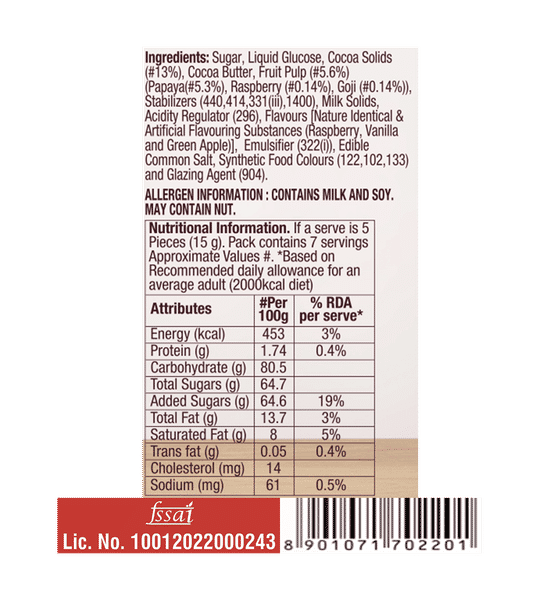 Ingredients: Sugar, Liquid Glucose, Cocoa Solids
(#13%), Cocoa Butter, Fruit Pulp (#5.6%)
(Papaya(#5.3%), Raspberry (#0.14%), Goji (#0.14%)),
Stabilizers (440,414,331(iii),1400), Milk Solids,
Acidity Regulator (296), Flavours [Nature Identical &
Artificial Flavouring Substances (Raspberry, Vanilla
and Green Apple)], Emulsifier (322(i)), Edible
Common Salt, Synthetic Food Colours (122,102,133)
and Glazing Agent (904).
ALLERGEN INFORMATION : CONTAINS MILK AND SOY.
MAY CONTAIN NUT.
Nutritional Information. If a serve is 5
Pieces (15 g). Pack contains 7 servings
Approximate Values #. *Based on
Recommended daily allowance for an
average adult (2000kcal diet)
Attributes #Per 100g % RDA per serve*
Energy (kcal) 453 3%
Protein (g) 1.74 0.4%
Carbohydrate (g) 80.5
Total Sugars (g) 64.7
Added Sugars (g) 64.6 19%
Total Fat (g) 13.7 3%
Saturated Fat (g) 8 5%
Trans fat (g) 0.05 0.4%
Cholesterol (mg) 14
Sodium (mg) 61 0.5%
fssai
Lic. No. 10012022000243
8 901071 702201